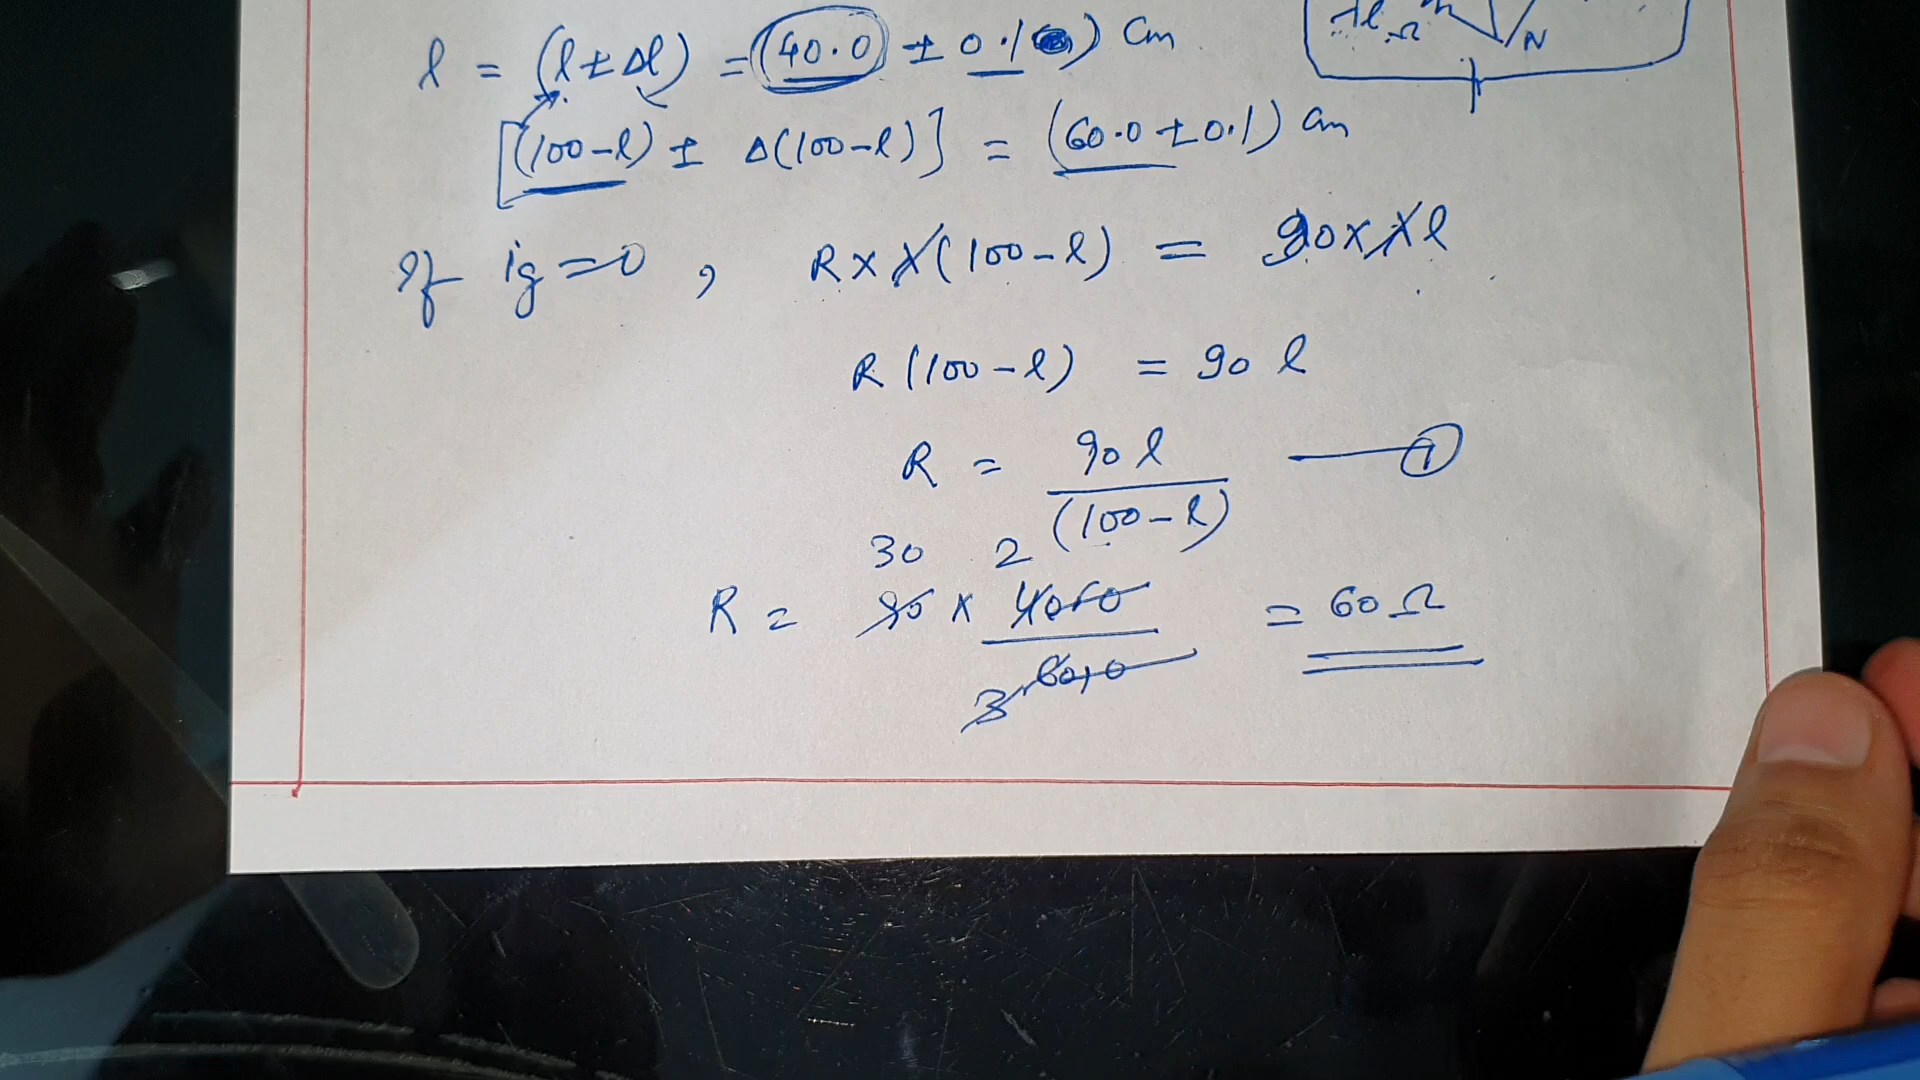 l = (l ± Δl) = (40.0 ± 0.1) cm
[(100-l) ± Δ(100-l)] = (60.0 ± 0.1) cm
If ig = 0, R x x(100-l) = 90 x x l
R (100-l) = 90 l
R = 90 l / (100-l) — 1
30 2
R = 90 x 40.0 / 60.0 = 60 Ω
3